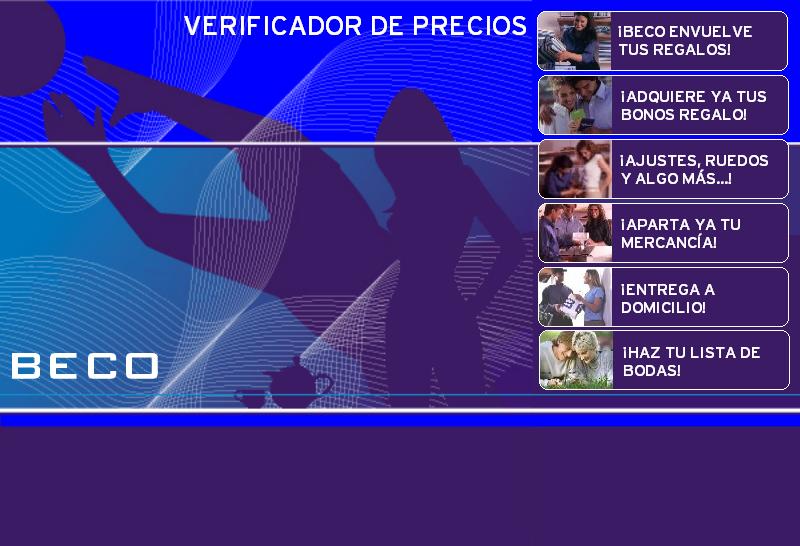 VERIFICADOR DE PRECIOS
¡BECO ENVUELVE
TUS REGALOS!
¡ADQUIERE YA TUS
BONOS REGALO!
¡AJUSTES, RUEDOS
Y ALGO MÁS...!
¡APARTA YA TU
MERCANCÍA!
¡ENTREGA A
DOMICILIO!
¡HAZ TU LISTA DE
BODAS!
BECO